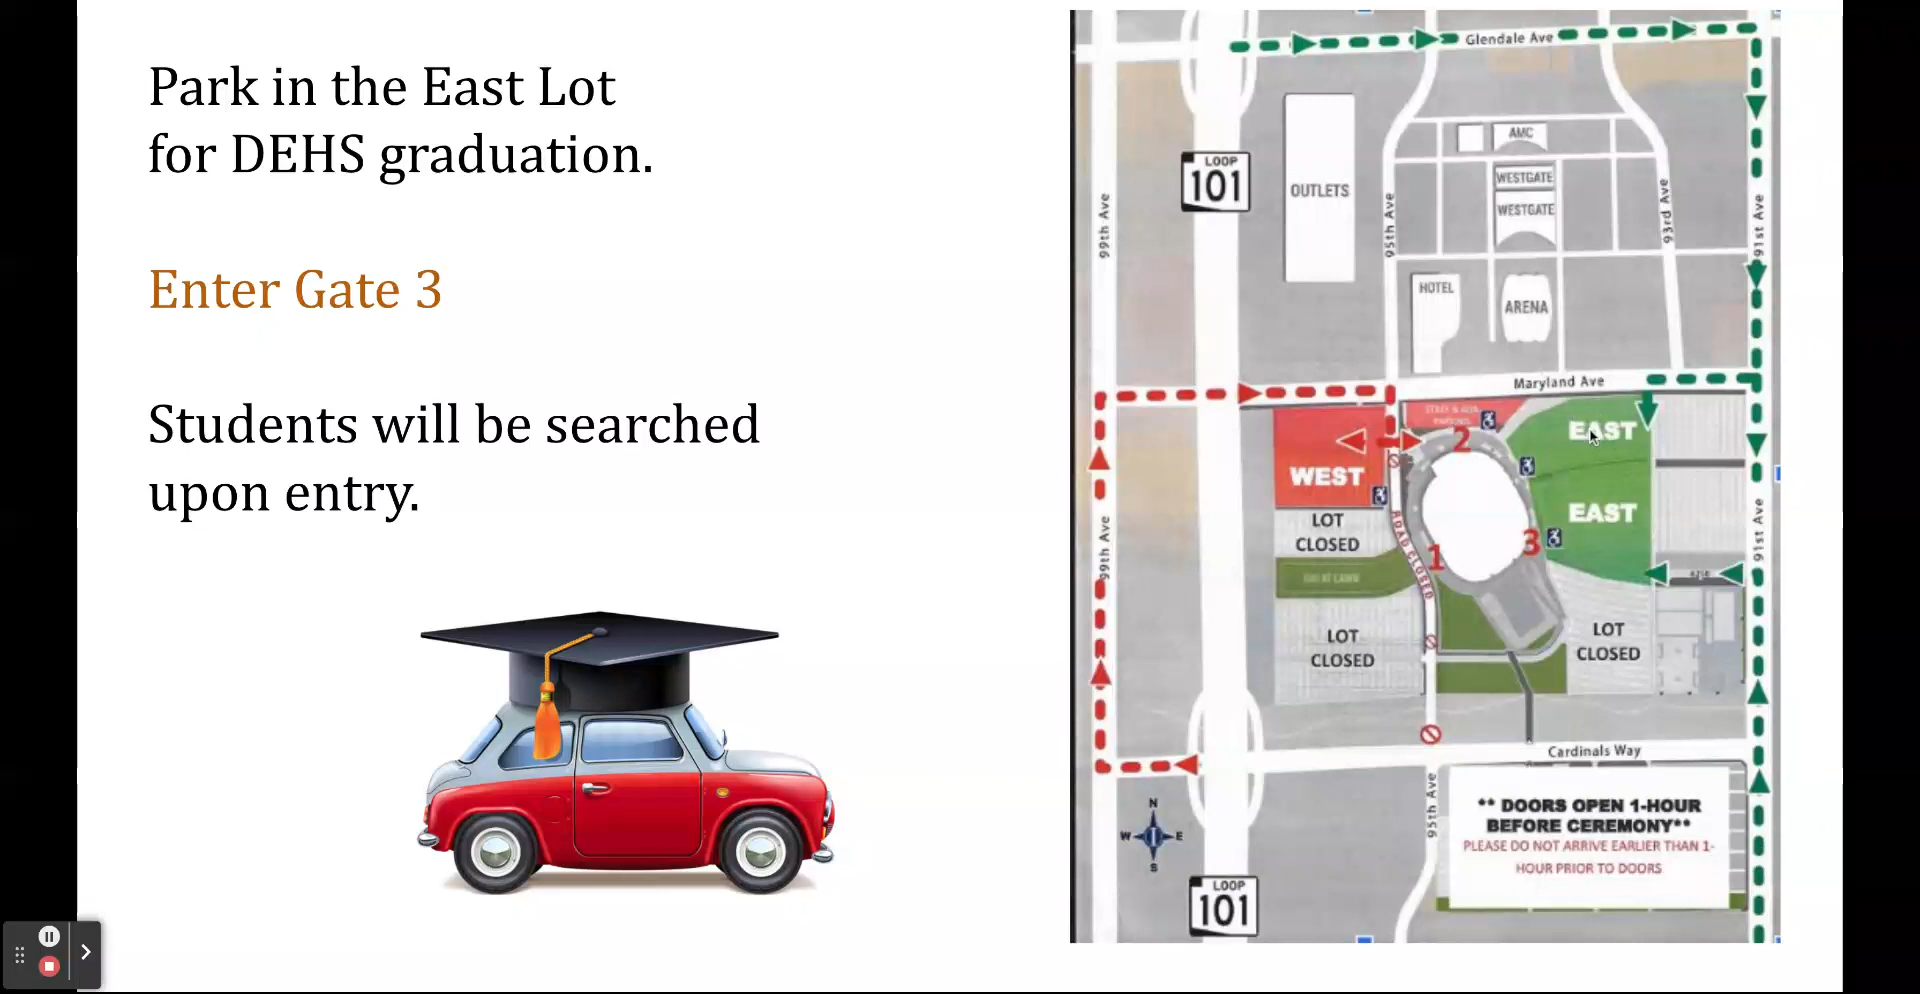 Park in the East Lot
for DEHS graduation.
Enter Gate 3
Students will be searched
upon entry.
Glendale Ave
AMC
LOOP
101
WESTGATE
OUTLETS
WESTGATE
99th Ave
95th Ave
93rd Ave
91st Ave
HOTEL
ARENA
Maryland Ave
EAST
2
WEST
EAST
LOT
CLOSED
ROAD CLOSED
1
3
99th Ave
91st Ave
GREAT LAWN
LOT
CLOSED
LOT
CLOSED
Cardinals Way
95th Ave
N
W E
S
** DOORS OPEN 1-HOUR
BEFORE CEREMONY**
PLEASE DO NOT ARRIVE EARLIER THAN 1-
HOUR PRIOR TO DOORS
LOOP
101